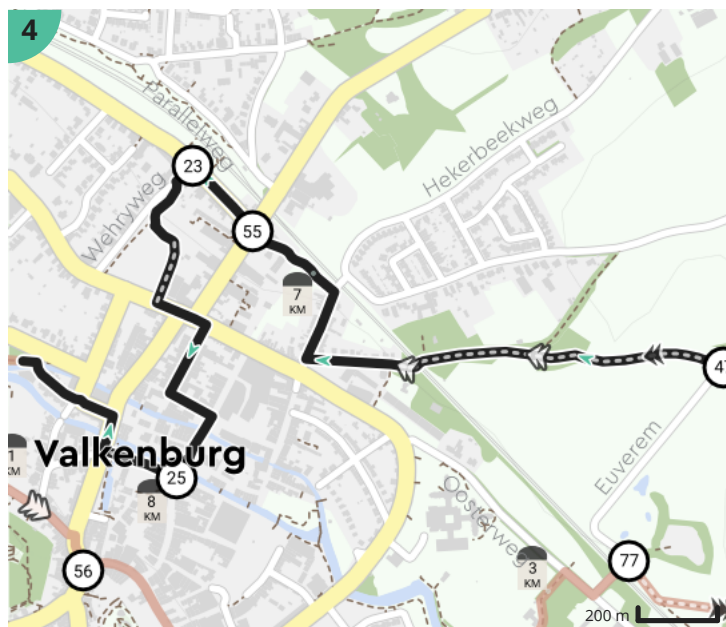 4
Parallelweg
23
Hekerbeekweg
Wehryweg
55
7
KM
47
Valkenburg
1
KM
25
8
KM
Euverem
Oosterweg
56
3
KM
77
200 m